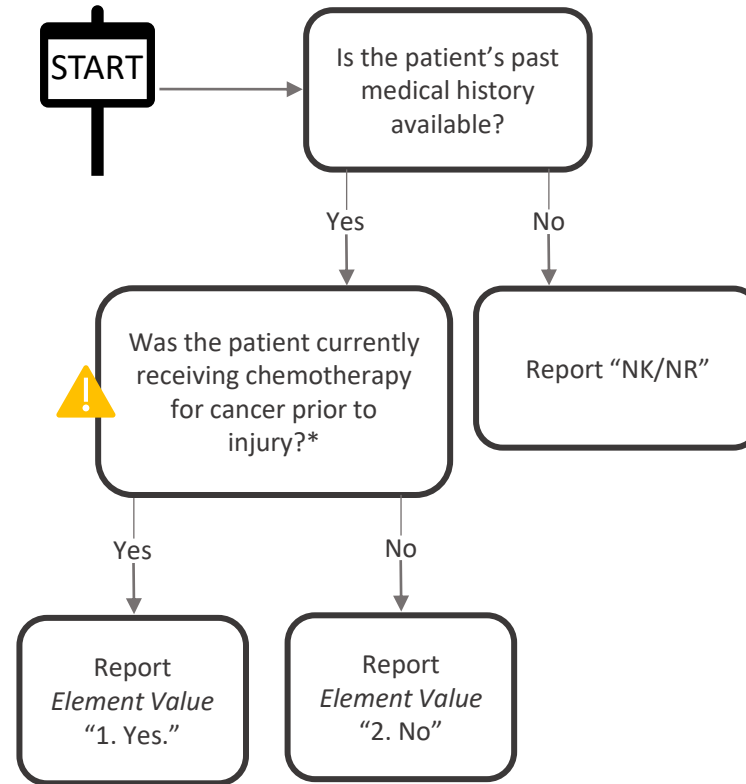 START
Is the patient’s past
medical history
available?
Yes
No
Was the patient currently
receiving chemotherapy
for cancer prior to
injury?*
Report “NK/NR”
!
Yes
No
Report
Element Value
“1. Yes.”
Report
Element Value
“2. No”